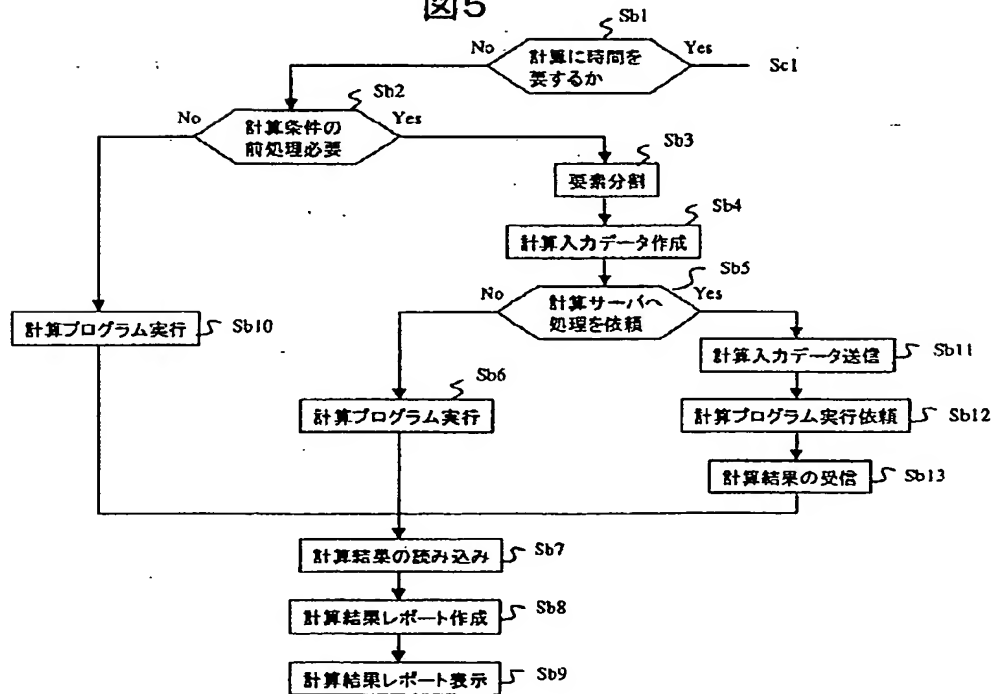 図5
Sb1
No
計算に時間を
要するか
Yes
Sc1
Sb2
No
計算条件の
前処理必要
Yes
Sb3
要素分割
Sb4
計算入力データ作成
Sb5
No
計算サーバへ
処理を依頼
Yes
計算プログラム実行
Sb10
計算入力データ送信
Sb11
Sb6
計算プログラム実行
計算プログラム実行依頼
Sb12
計算結果の受信
Sb13
計算結果の読み込み
Sb7
計算結果レポート作成
Sb8
計算結果レポート表示
Sb9